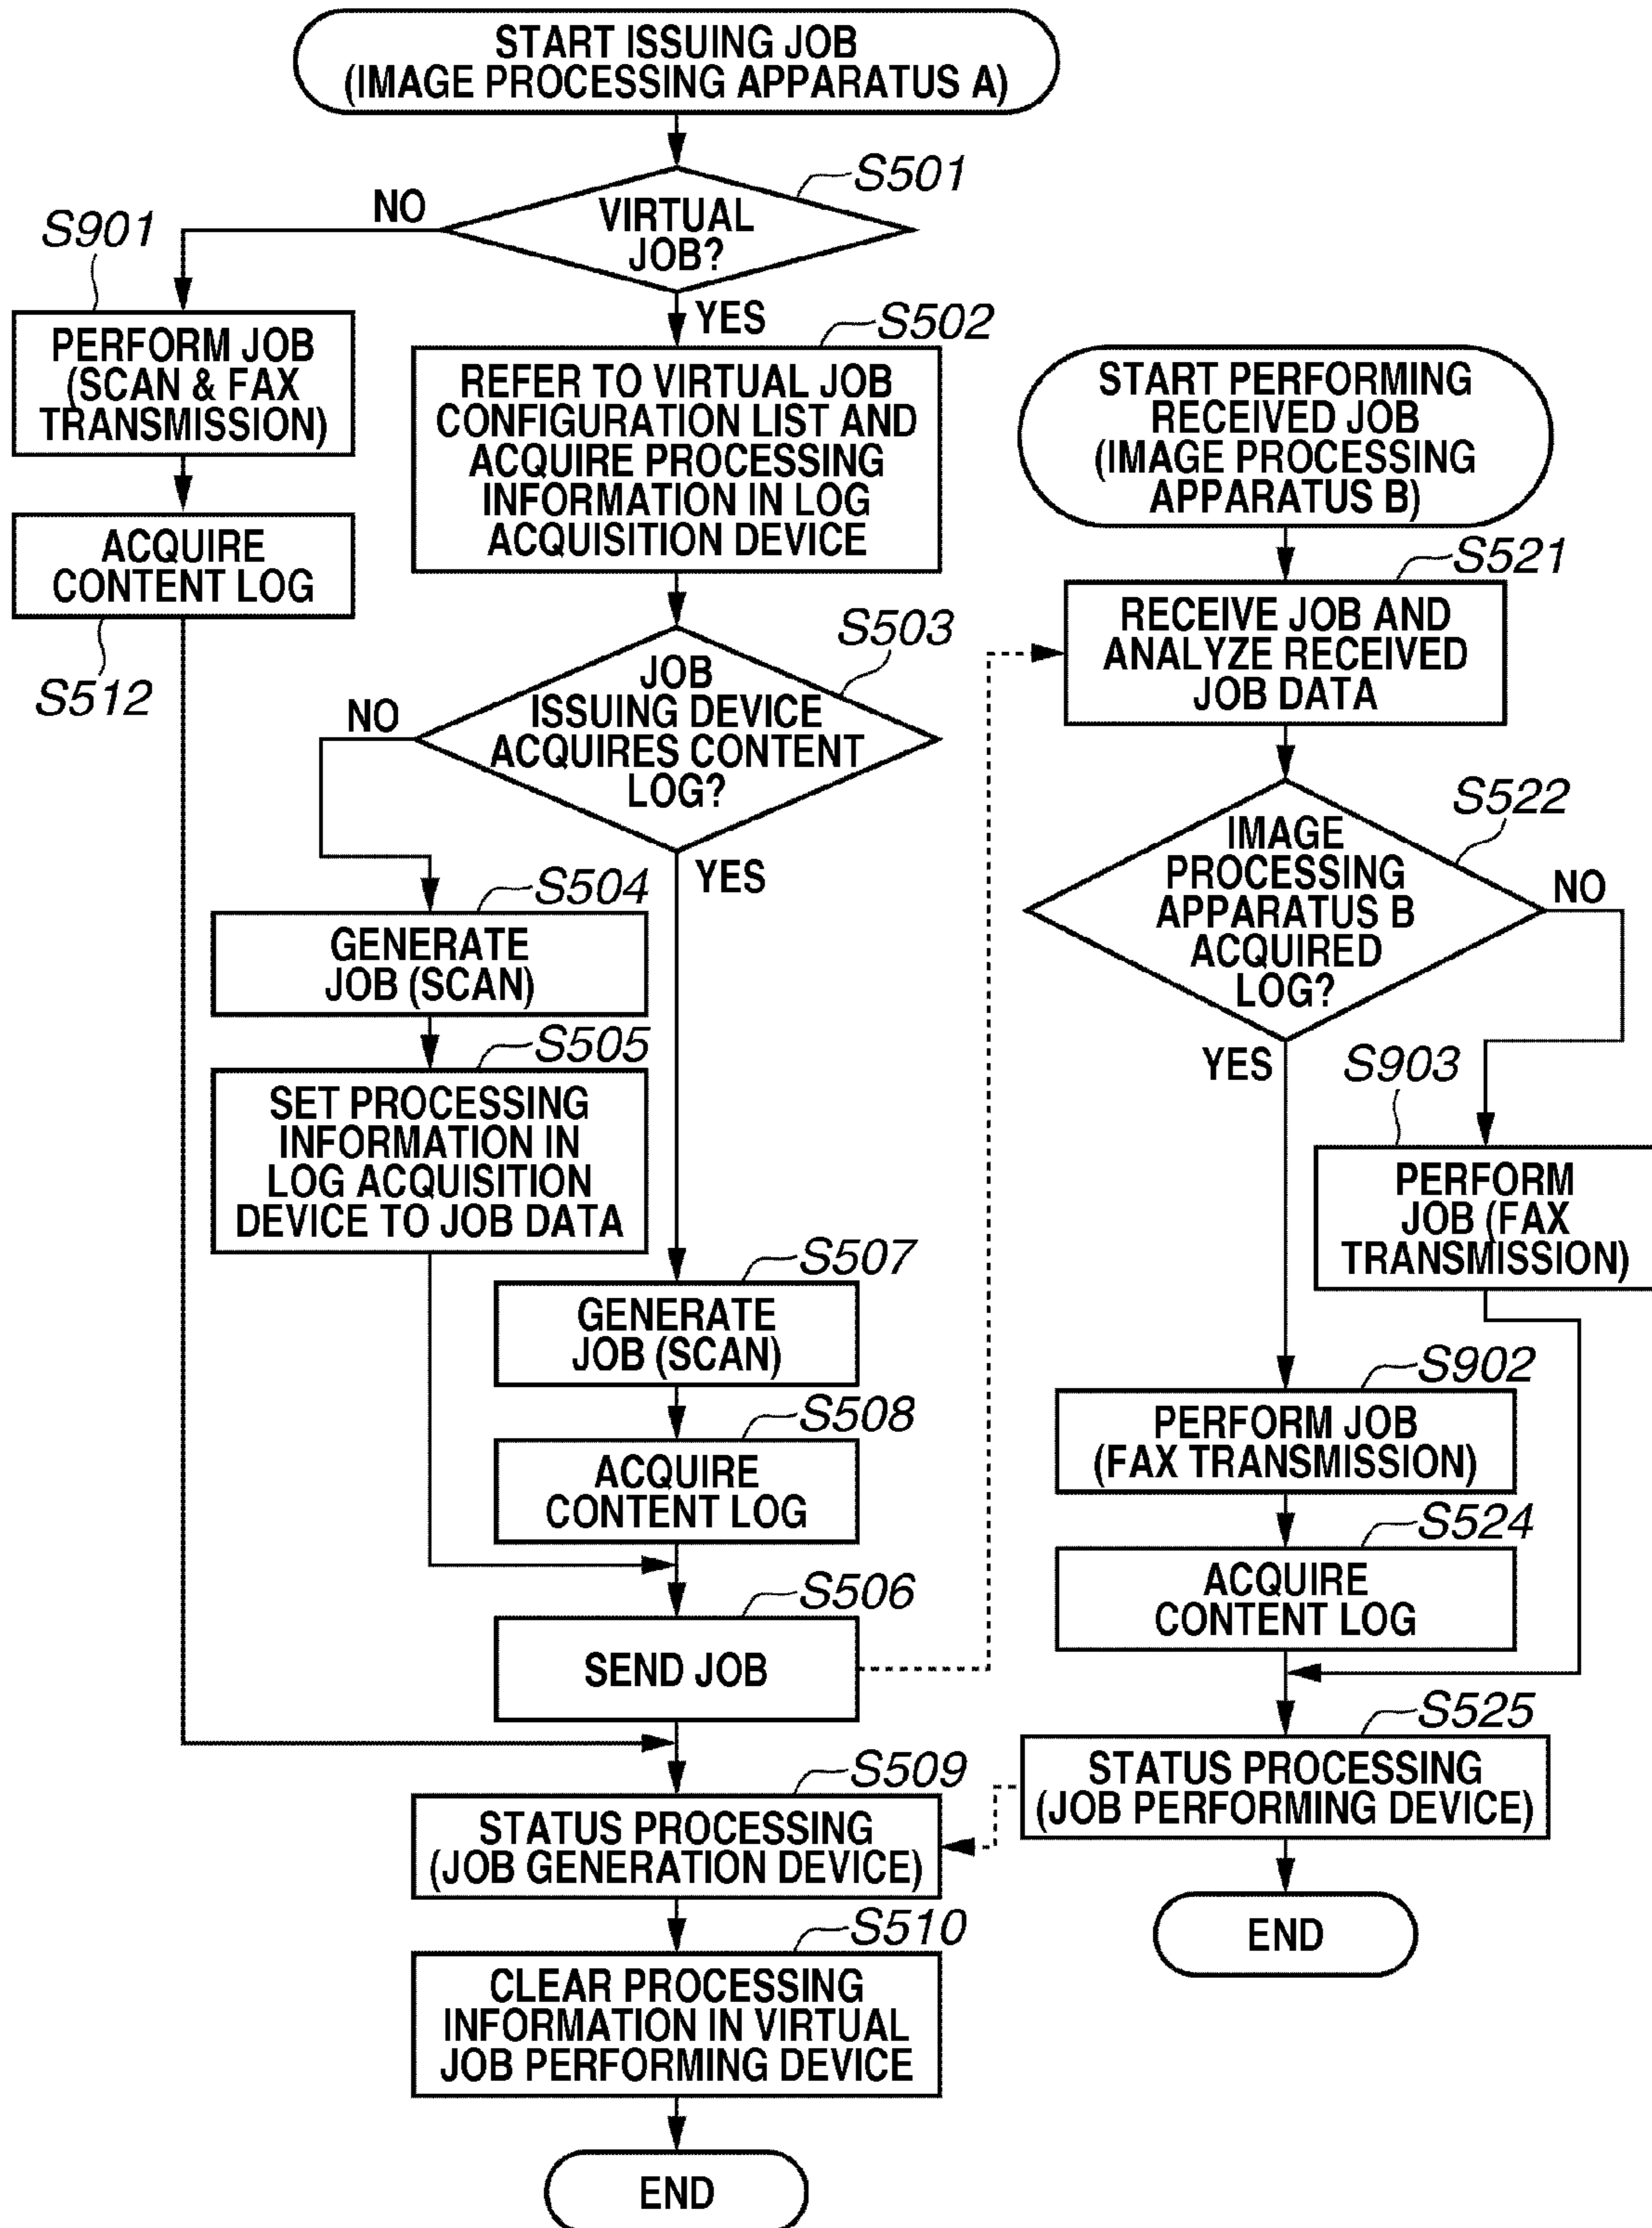 START ISSUING JOB
(IMAGE PROCESSING APPARATUS A)
S501
VIRTUAL
JOB?
NO
YES
S901
PERFORM JOB
(SCAN & FAX
TRANSMISSION)
ACQUIRE
CONTENT LOG
S512
S502
REFER TO VIRTUAL JOB
CONFIGURATION LIST AND
ACQUIRE PROCESSING
INFORMATION IN LOG
ACQUISITION DEVICE
S503
JOB
ISSUING DEVICE
ACQUIRES CONTENT
LOG?
NO
YES
S504
GENERATE
JOB (SCAN)
S505
SET PROCESSING
INFORMATION IN
LOG ACQUISITION
DEVICE TO JOB DATA
S507
GENERATE
JOB (SCAN)
S508
ACQUIRE
CONTENT LOG
S506
SEND JOB
S509
STATUS PROCESSING
(JOB GENERATION DEVICE)
S510
CLEAR PROCESSING
INFORMATION IN VIRTUAL
JOB PERFORMING DEVICE
END
START PERFORMING
RECEIVED JOB
(IMAGE PROCESSING
APPARATUS B)
S521
RECEIVE JOB AND
ANALYZE RECEIVED
JOB DATA
S522
IMAGE
PROCESSING
APPARATUS B
ACQUIRED
LOG?
NO
YES
S903
PERFORM
JOB (FAX
TRANSMISSION)
S902
PERFORM JOB
(FAX TRANSMISSION)
S524
ACQUIRE
CONTENT LOG
S525
STATUS PROCESSING
(JOB PERFORMING DEVICE)
END